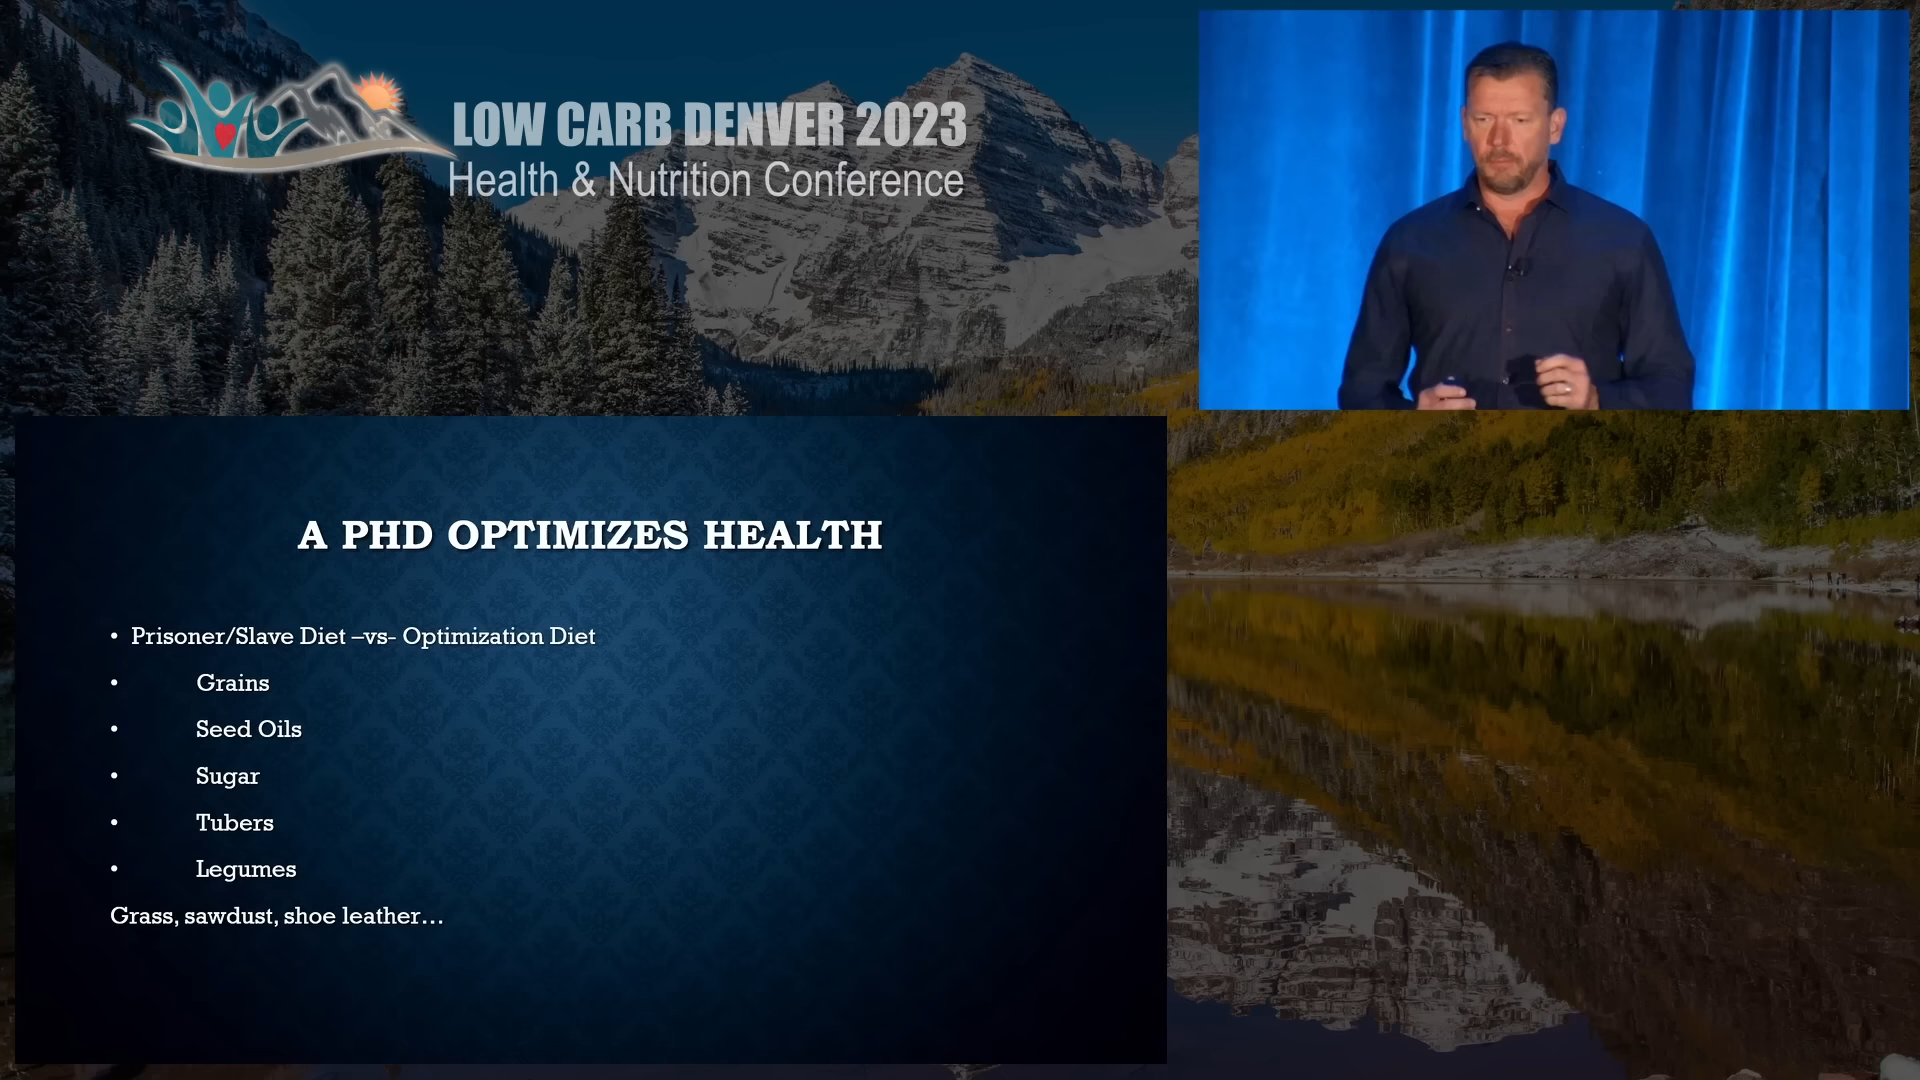 LOW CARB DENVER 2023
Health & Nutrition Conference
A PHD OPTIMIZES HEALTH
• Prisoner/Slave Diet –vs- Optimization Diet
• Grains
• Seed Oils
• Sugar
• Tubers
• Legumes
Grass, sawdust, shoe leather…